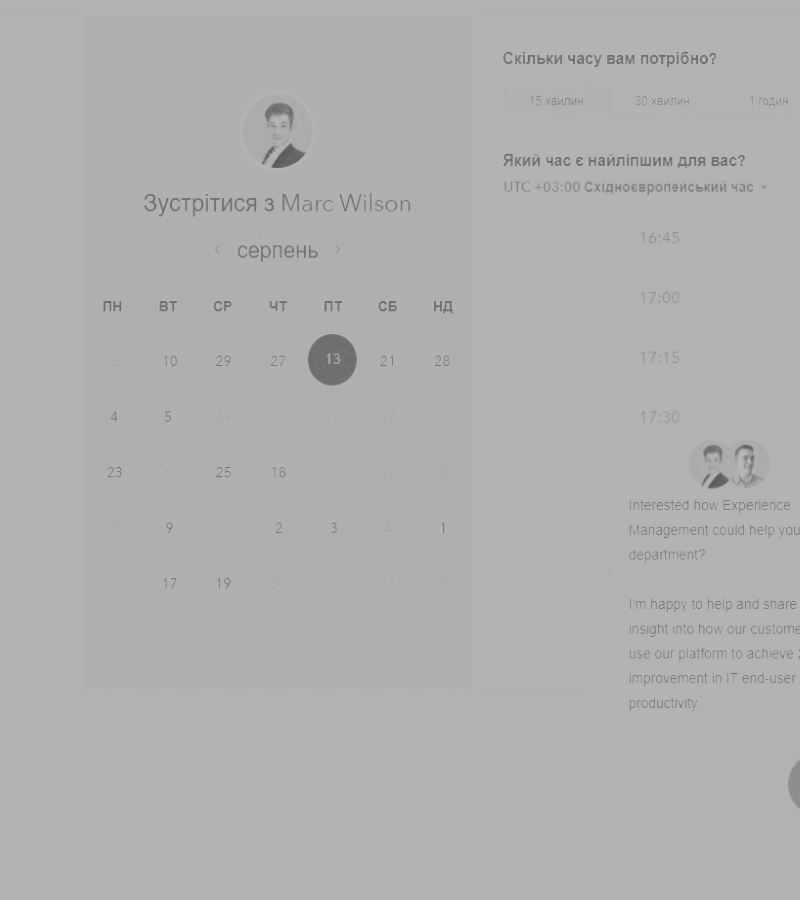 Зустрітися з Marc Wilson
серпень
ПН ВТ СР ЧТ ПТ СБ НД
13 10 29 27 13 21 28
4 5 29 1 14 27 7
23 6 25 18 21 22 8
23 9 1 2 3 4 1
1 17 19 30 7 21 25
Скільки часу вам потрібно?
15 хвилин 30 хвилин 1 годин
Який час є найліпшим для вас?
UTC +03:00 Східноєвропейський час
16:45
17:00
17:15
17:30
Interested how Experience
Management could help you
department?
I'm happy to help and share
insight into how our custome
use our platform to achieve 2
improvement in IT end-user
productivity.